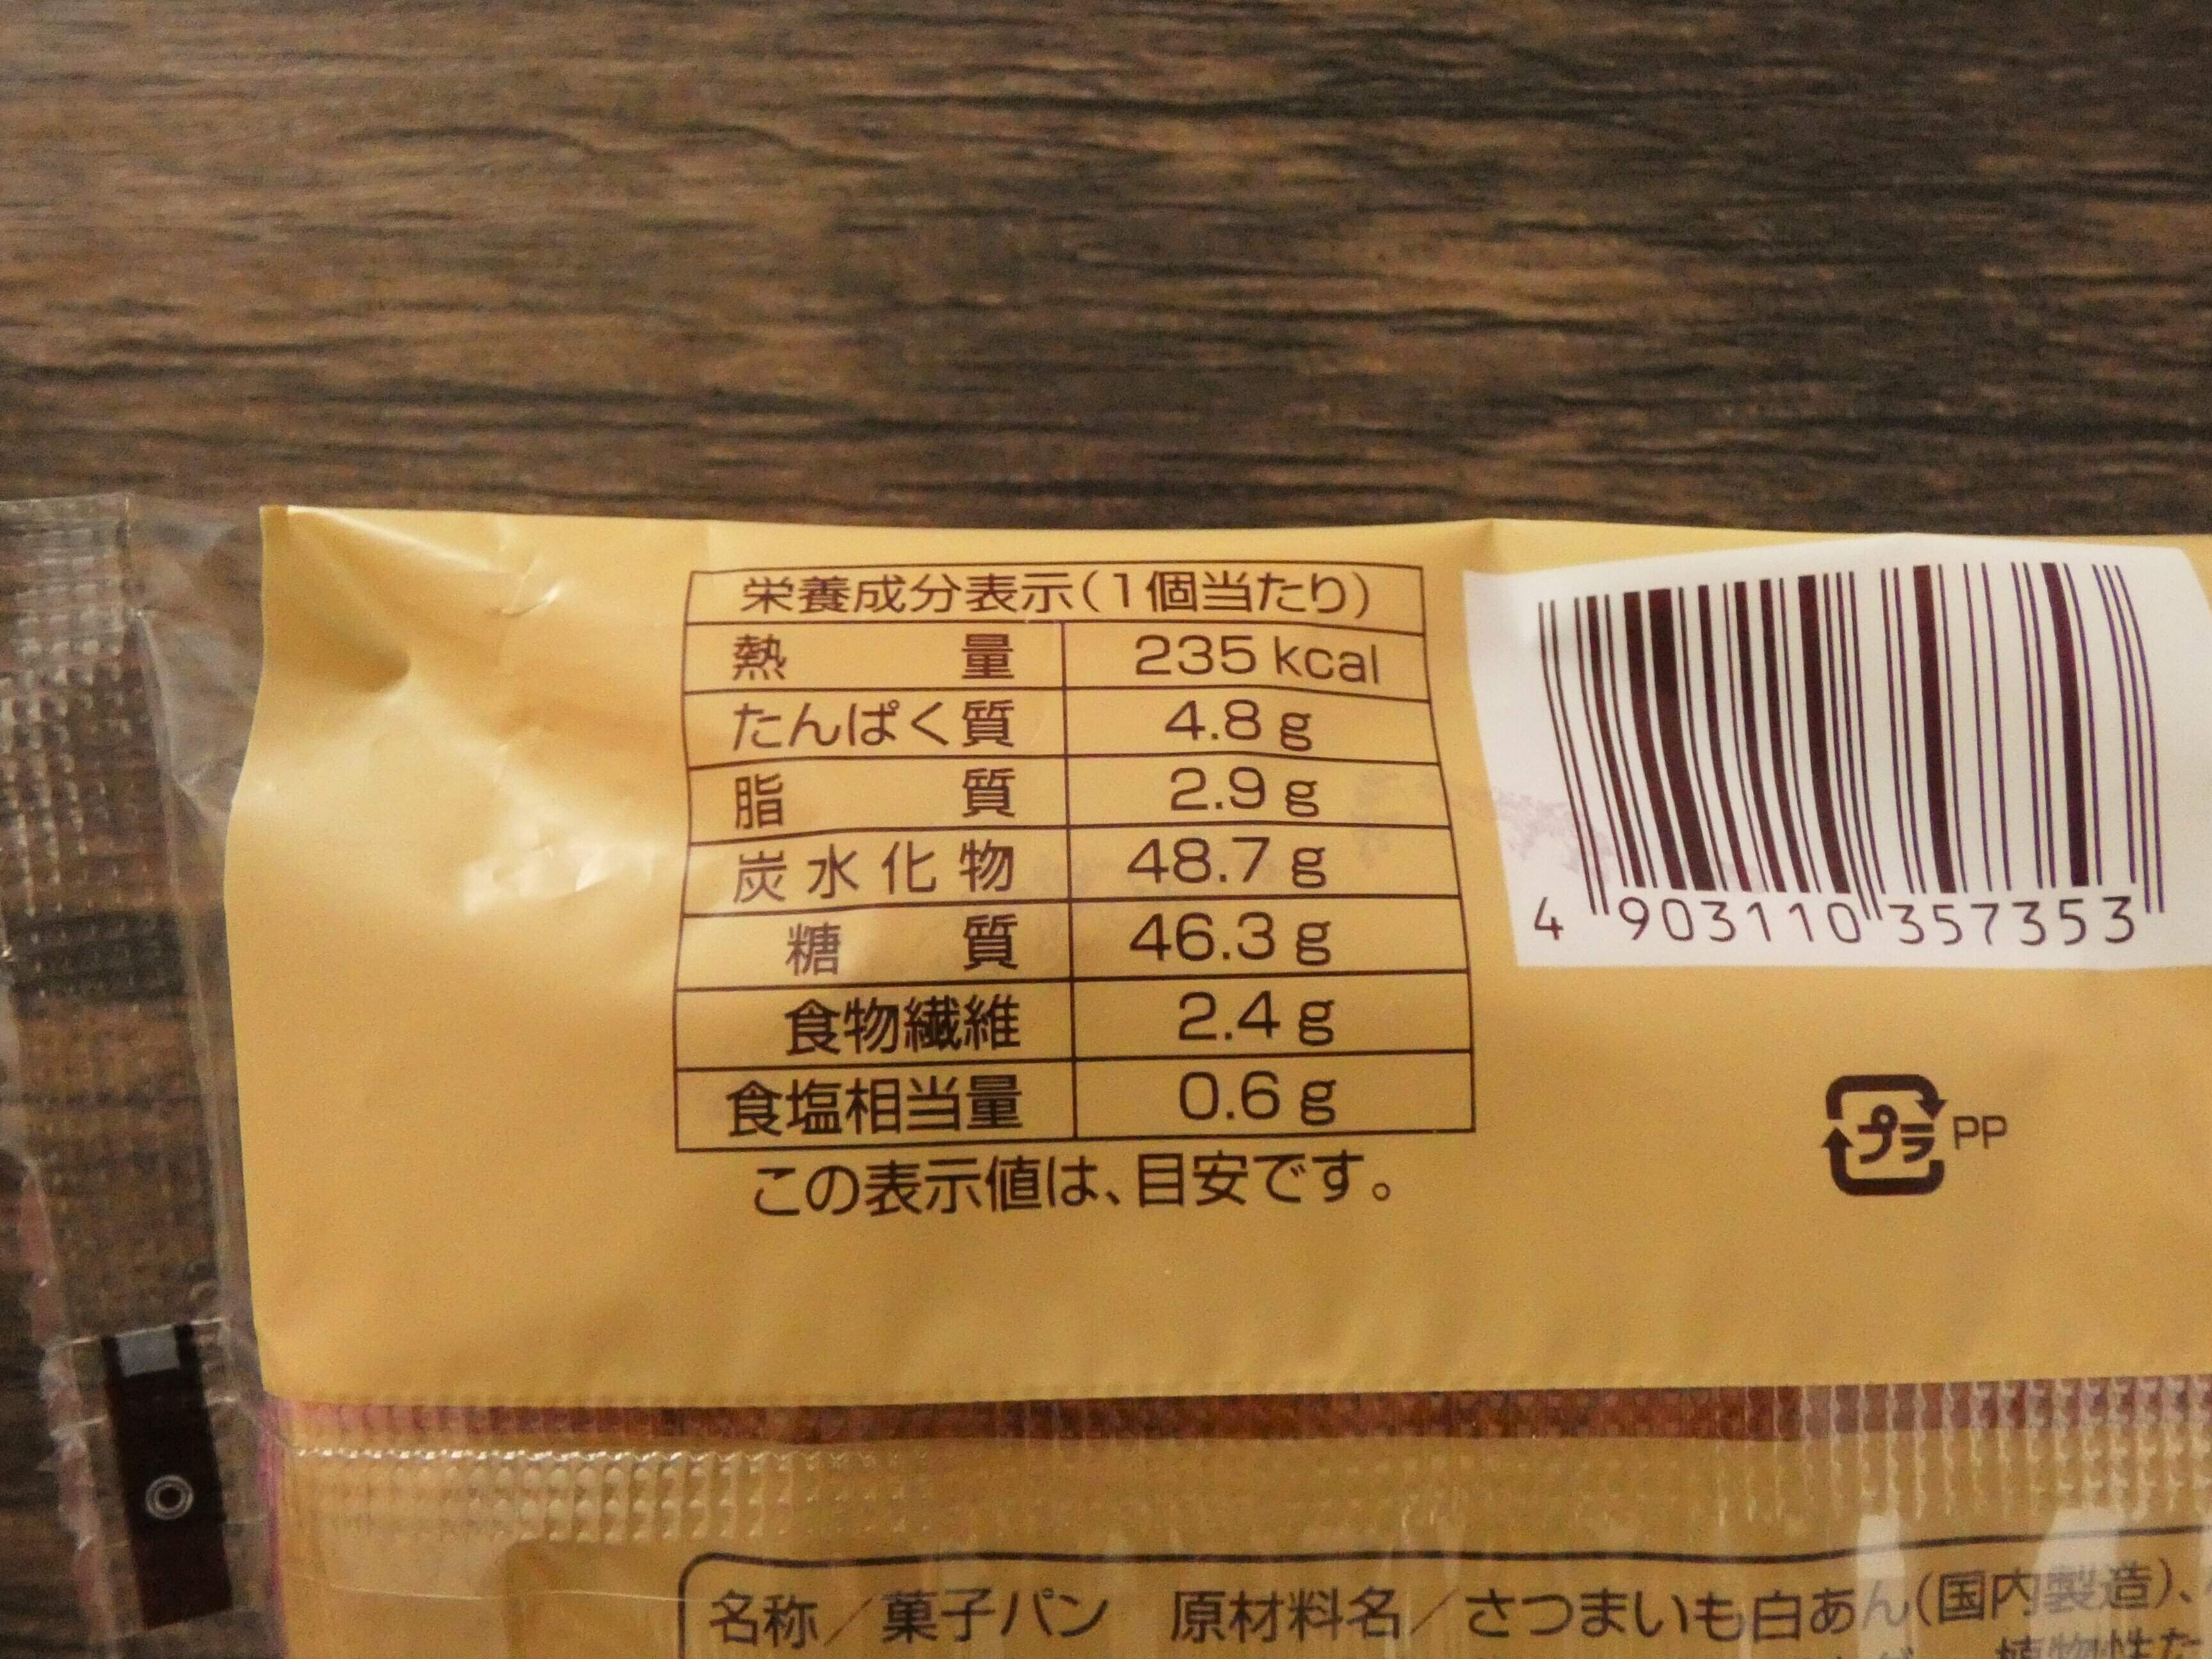 栄養成分表示(1個当たり)
熱量 235 kcal
たんぱく質 4.8 g
脂質 2.9 g
炭水化物 48.7 g
糖質 46.3 g
食物繊維 2.4 g
食塩相当量 0.6 g
この表示値は、目安です。
4 903110 357353
プラ PP
名称／菓子パン 原材料名／さつまいも白あん(国内製造)、
植物性た